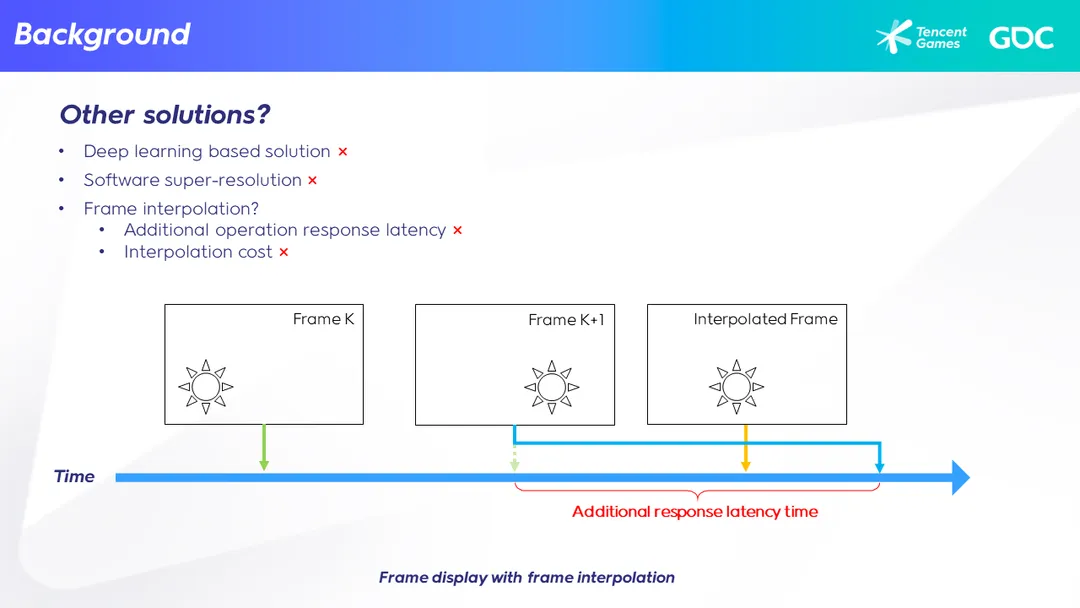 Background
Tencent
Games
GDC
Other solutions?
• Deep learning based solution ×
• Software super-resolution ×
• Frame interpolation?
• Additional operation response latency ×
• Interpolation cost ×
Frame K
Frame K+1
Interpolated Frame
Time
Additional response latency time
Frame display with frame interpolation